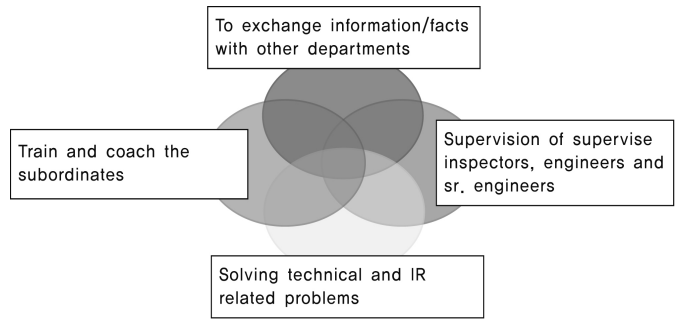 To exchange information/facts
with other departments
Train and coach the
subordinates
Supervision of supervise
inspectors, engineers and
sr. engineers
Solving technical and IR
related problems